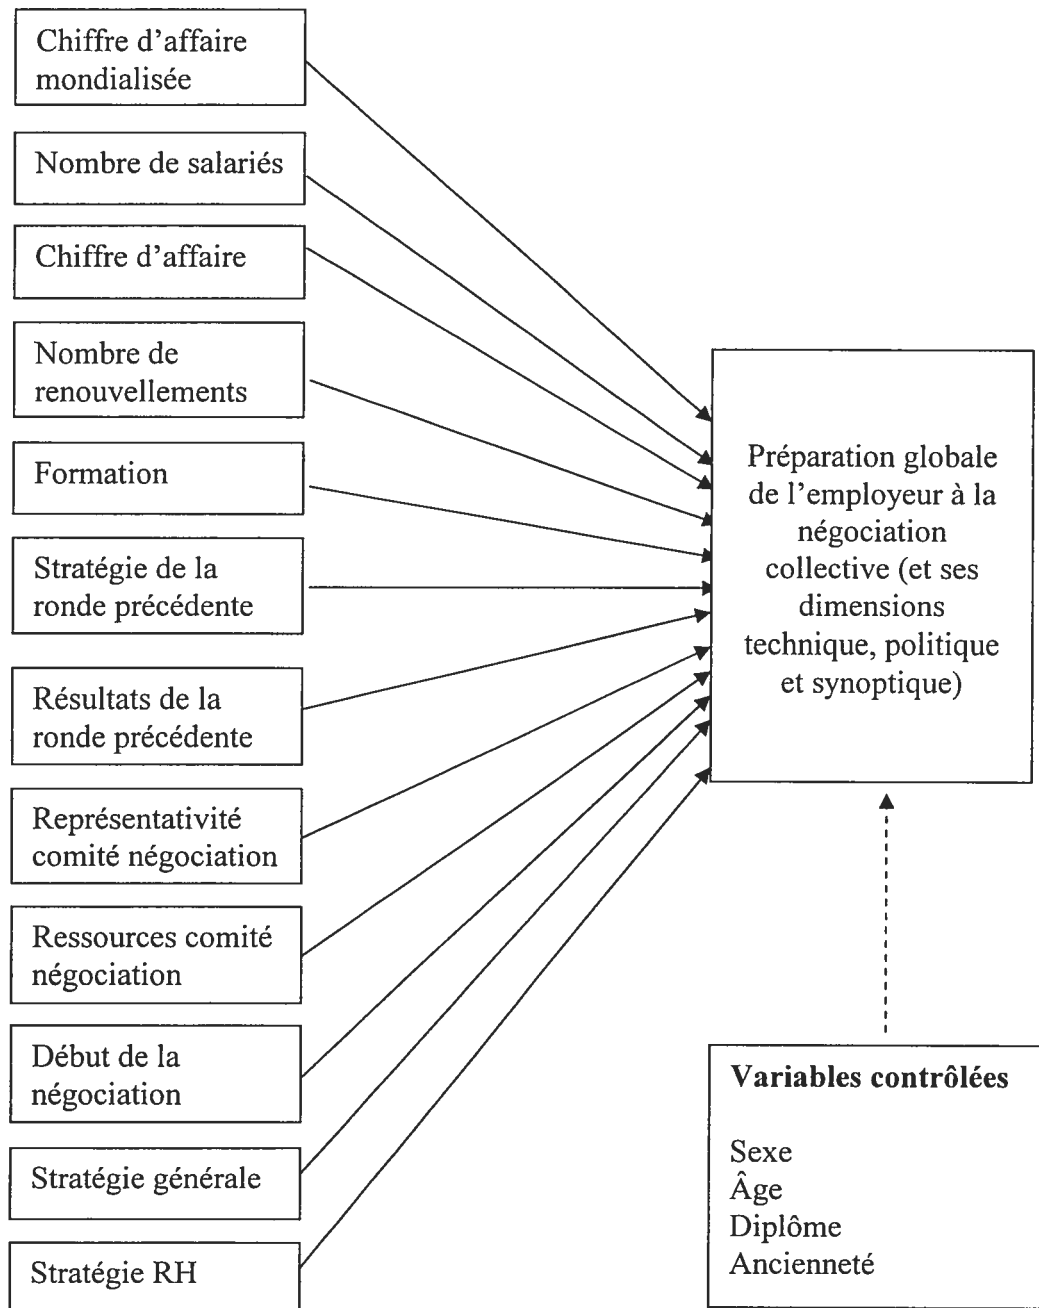 Chiffre d'affaire
mondialisée
Nombre de salariés
Chiffre d'affaire
Nombre de
renouvellements
Formation
Stratégie de la
ronde précédente
Résultats de la
ronde précédente
Représentativité
comité négociation
Ressources comité
négociation
Début de la
négociation
Stratégie générale
Stratégie RH
Préparation globale
de l'employeur à la
négociation
collective (et ses
dimensions
technique, politique
et synoptique)
Variables contrôlées
Sexe
Âge
Diplôme
Ancienneté